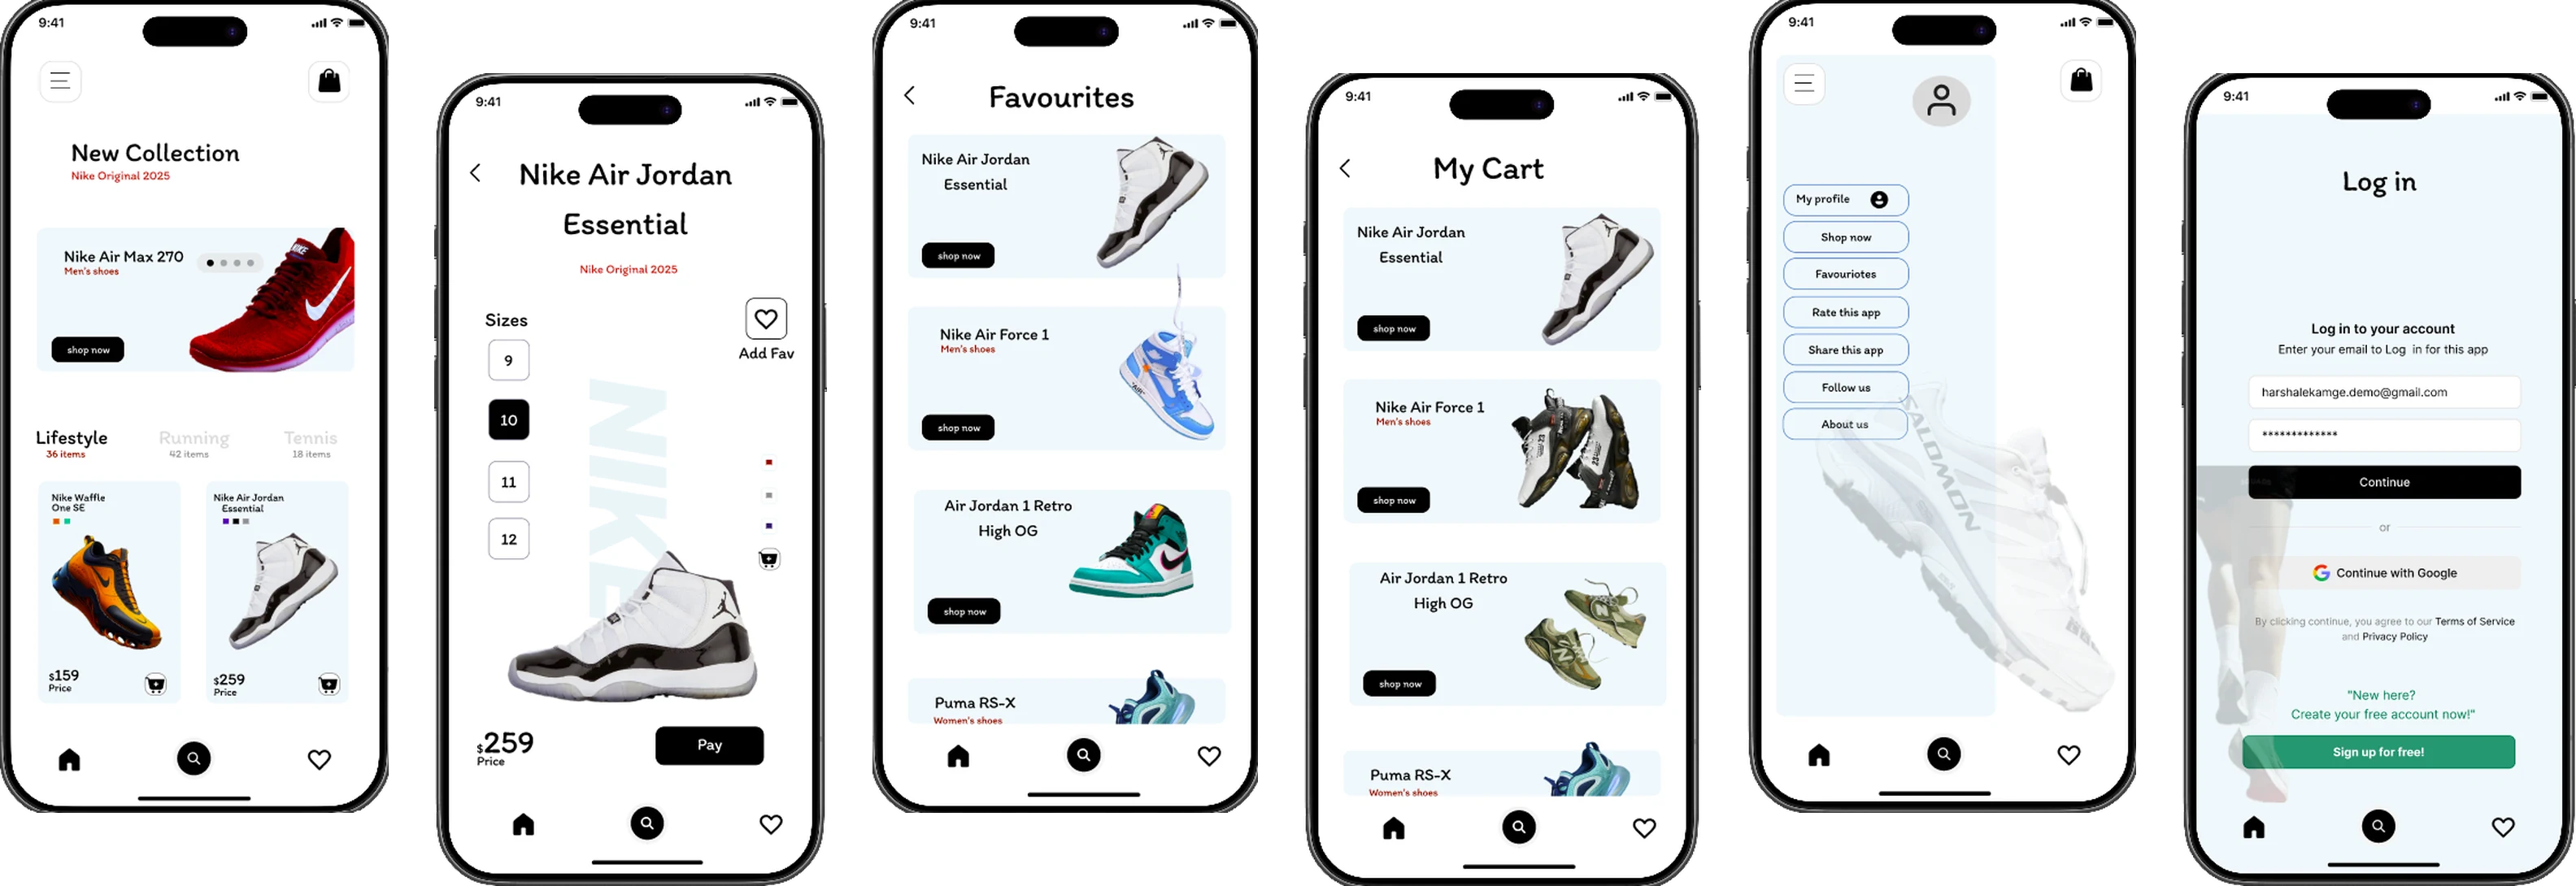 9:41
New Collection
Nike Original 2025
Nike Air Max 270
Men's shoes
NIKE
shop now
Lifestyle
36 items
Running
42 items
Tennis
18 items
Nike Waffle
One SE
$159
Price
Nike Air Jordan
Essential
$259
Price
9:41
Nike Air Jordan
Essential
Nike Original 2025
Sizes
9
10
11
12
Add Fav
NIKE
$259
Price
Pay
9:41
Favourites
Nike Air Jordan
Essential
shop now
Nike Air Force 1
Men's shoes
"AIR"
shop now
Air Jordan 1 Retro
High OG
shop now
Puma RS-X
Women's shoes
9:41
My Cart
Nike Air Jordan
Essential
shop now
Nike Air Force 1
Men's shoes
23
23
shop now
Air Jordan 1 Retro
High OG
N
N
shop now
Puma RS-X
Women's shoes
9:41
My profile
Shop now
Favouriotes
Rate this app
Share this app
Follow us
About us
SALOMON
9:41
Log in
Log in to your account
Enter your email to Log  in for this app
harshalekamge.demo@gmail.com
*************
Continue
or
Continue with Google
By clicking continue, you agree to our Terms of Service
and Privacy Policy
"New here?
Create your free account now!"
Sign up for free!